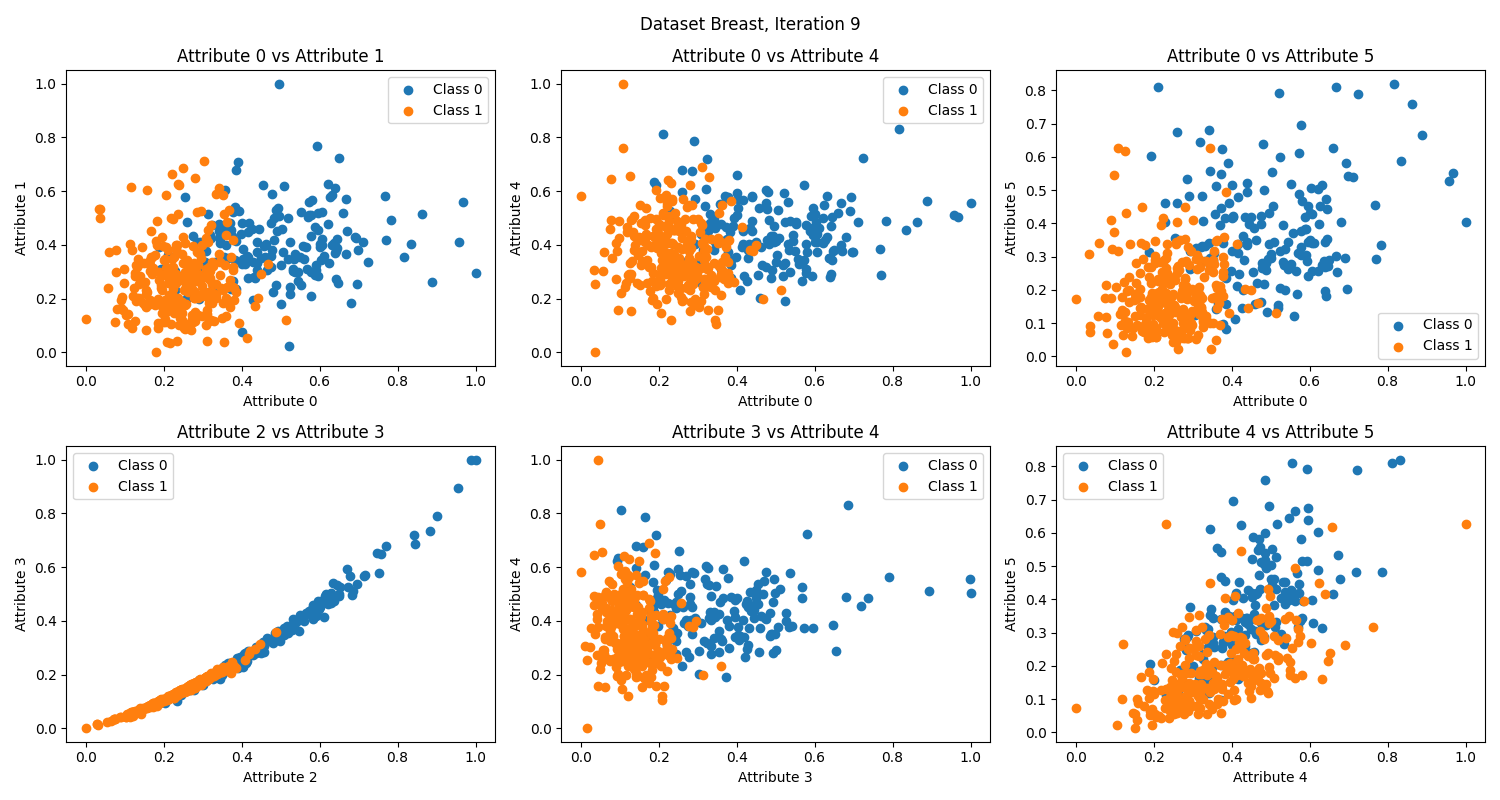 Dataset Breast, Iteration 9
Attribute 0 vs Attribute 1
Attribute 1
1.0
0.8
0.6
0.4
0.2
0.0
Class 0
Class 1
0.0 0.2 0.4 0.6 0.8 1.0
Attribute 0
Attribute 0 vs Attribute 4
Attribute 4
1.0
0.8
0.6
0.4
0.2
0.0
Class 0
Class 1
0.0 0.2 0.4 0.6 0.8 1.0
Attribute 0
Attribute 0 vs Attribute 5
Attribute 5
0.8
0.7
0.6
0.5
0.4
0.3
0.2
0.1
0.0
Class 0
Class 1
0.0 0.2 0.4 0.6 0.8 1.0
Attribute 0
Attribute 2 vs Attribute 3
Attribute 3
1.0
0.8
0.6
0.4
0.2
0.0
Class 0
Class 1
0.0 0.2 0.4 0.6 0.8 1.0
Attribute 2
Attribute 3 vs Attribute 4
Attribute 4
1.0
0.8
0.6
0.4
0.2
0.0
Class 0
Class 1
0.0 0.2 0.4 0.6 0.8 1.0
Attribute 3
Attribute 4 vs Attribute 5
Attribute 5
0.8
0.7
0.6
0.5
0.4
0.3
0.2
0.1
0.0
Class 0
Class 1
0.0 0.2 0.4 0.6 0.8 1.0
Attribute 4